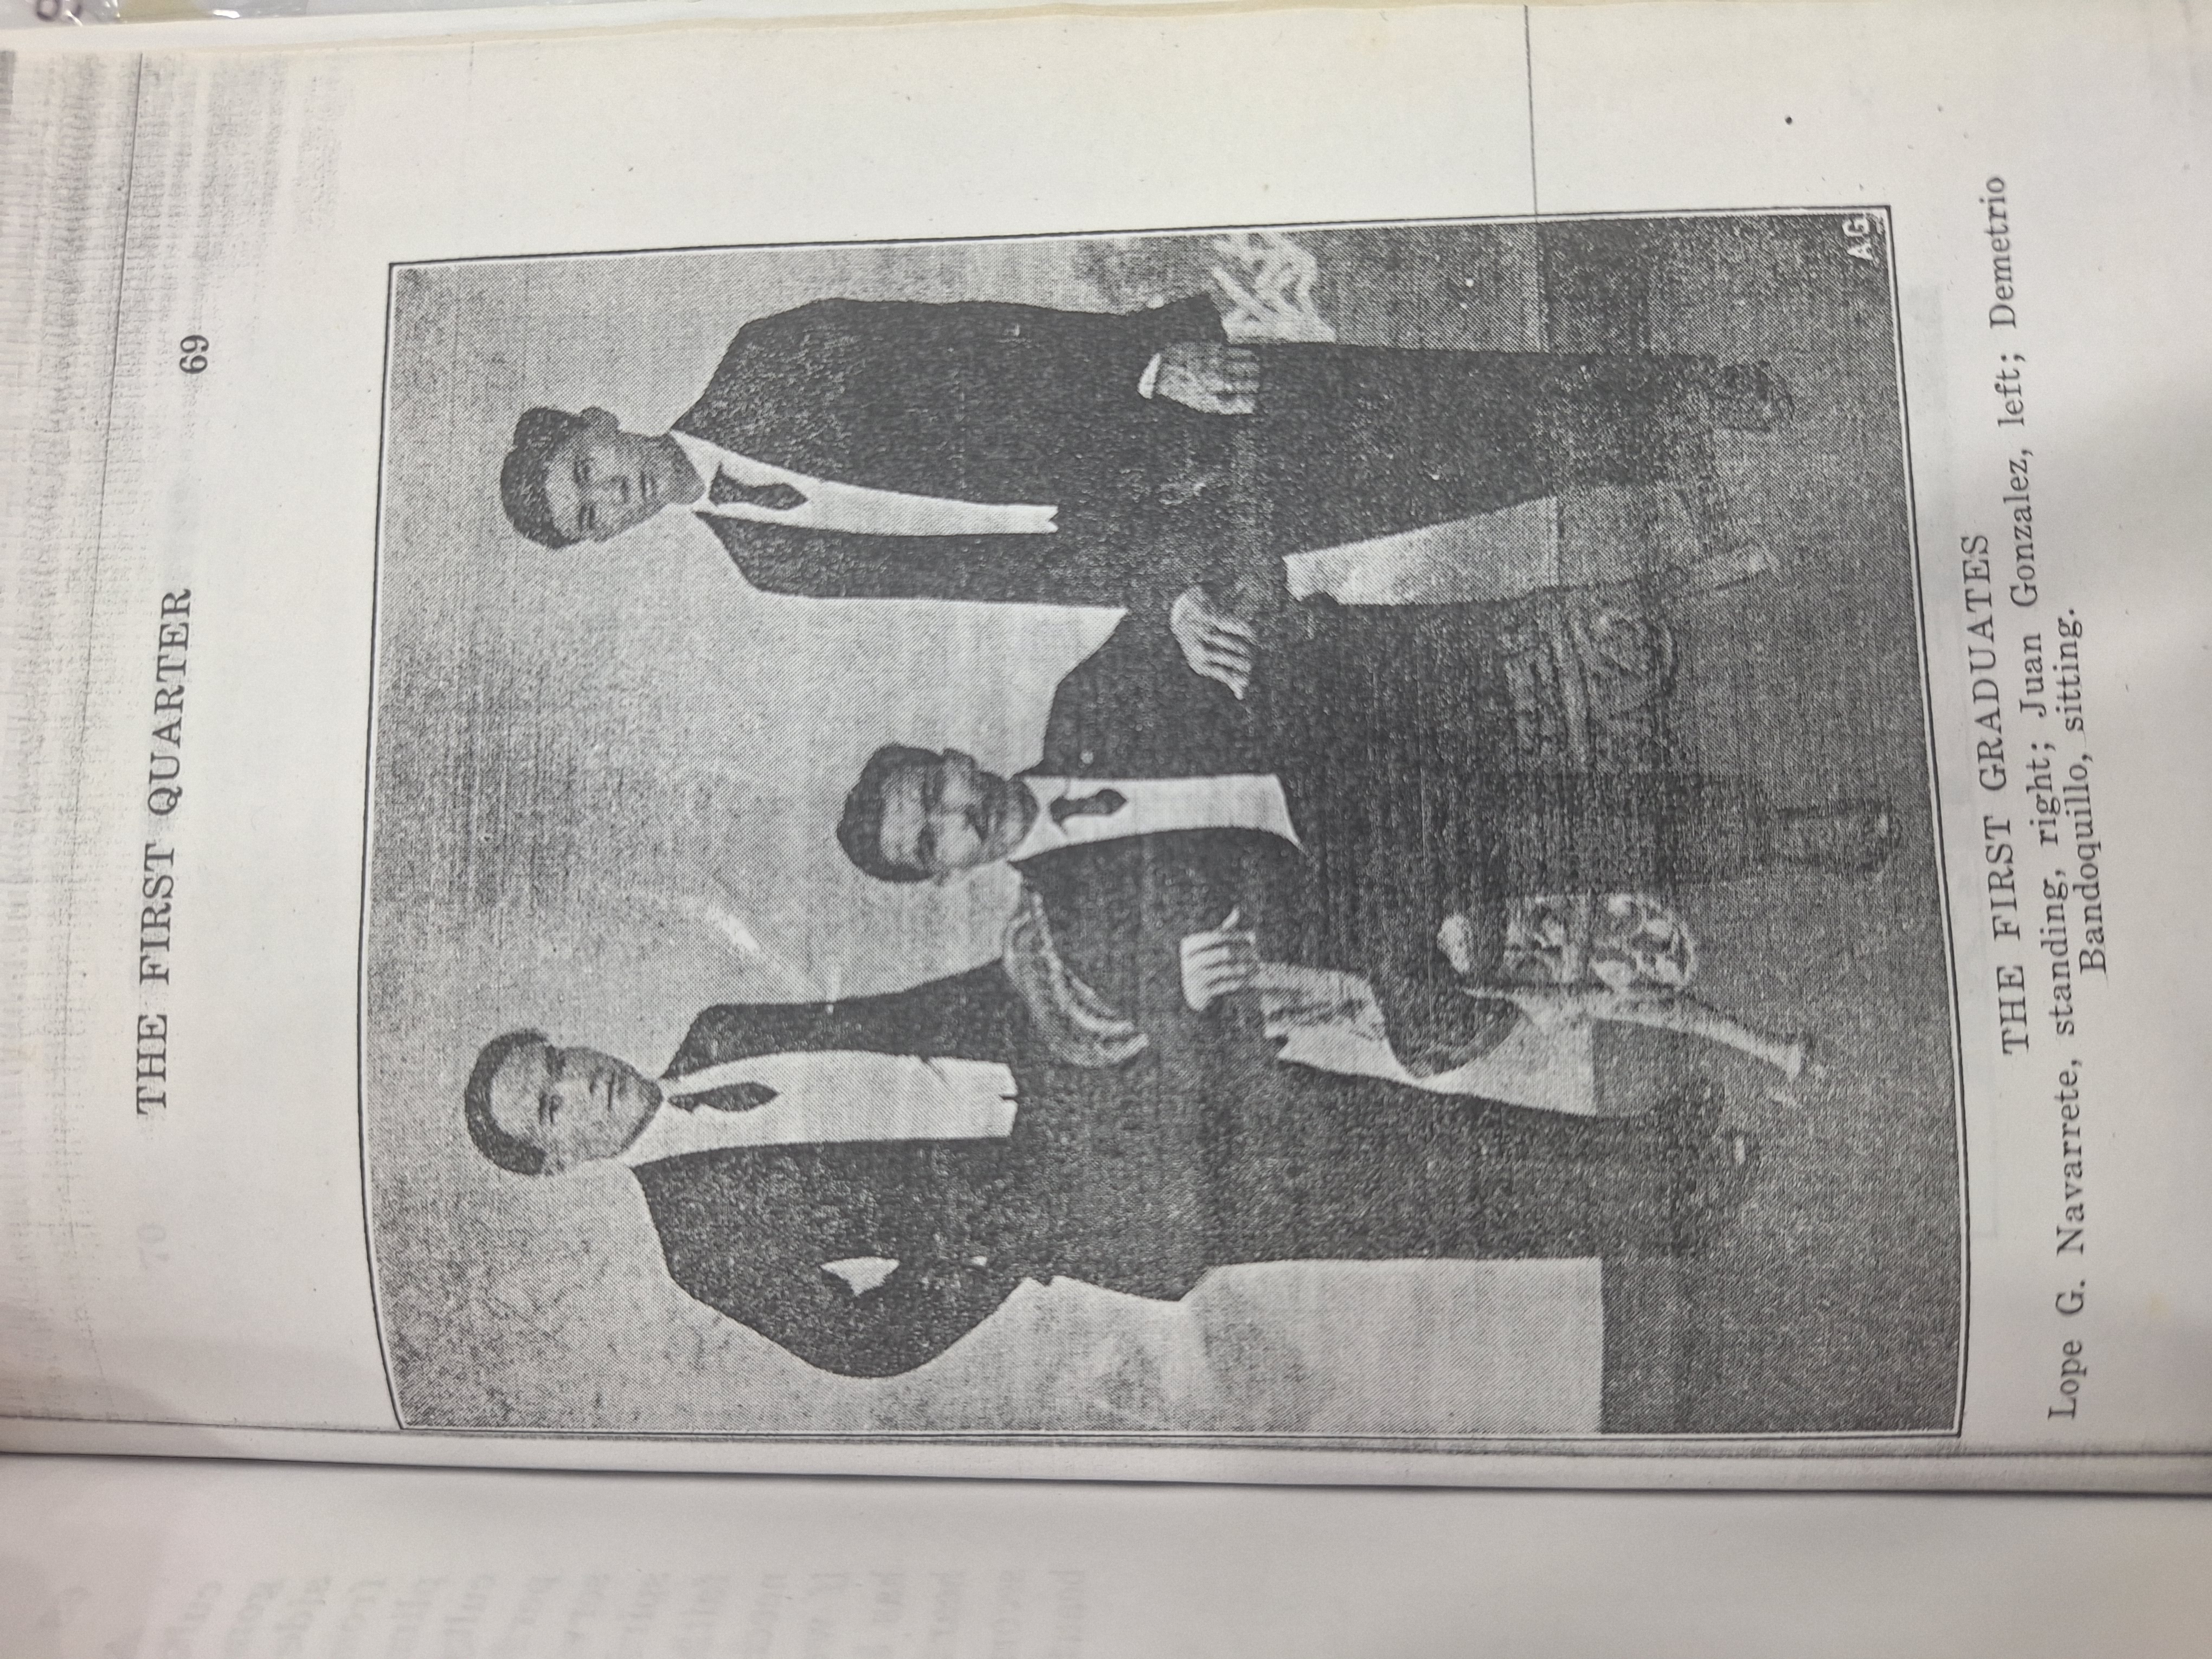 THE FIRST QUARTER 69
A.G.
THE FIRST GRADUATES
Lope G. Navarrete, standing, right; Juan Gonzalez, left; Demetrio
Bandoquillo, sitting.